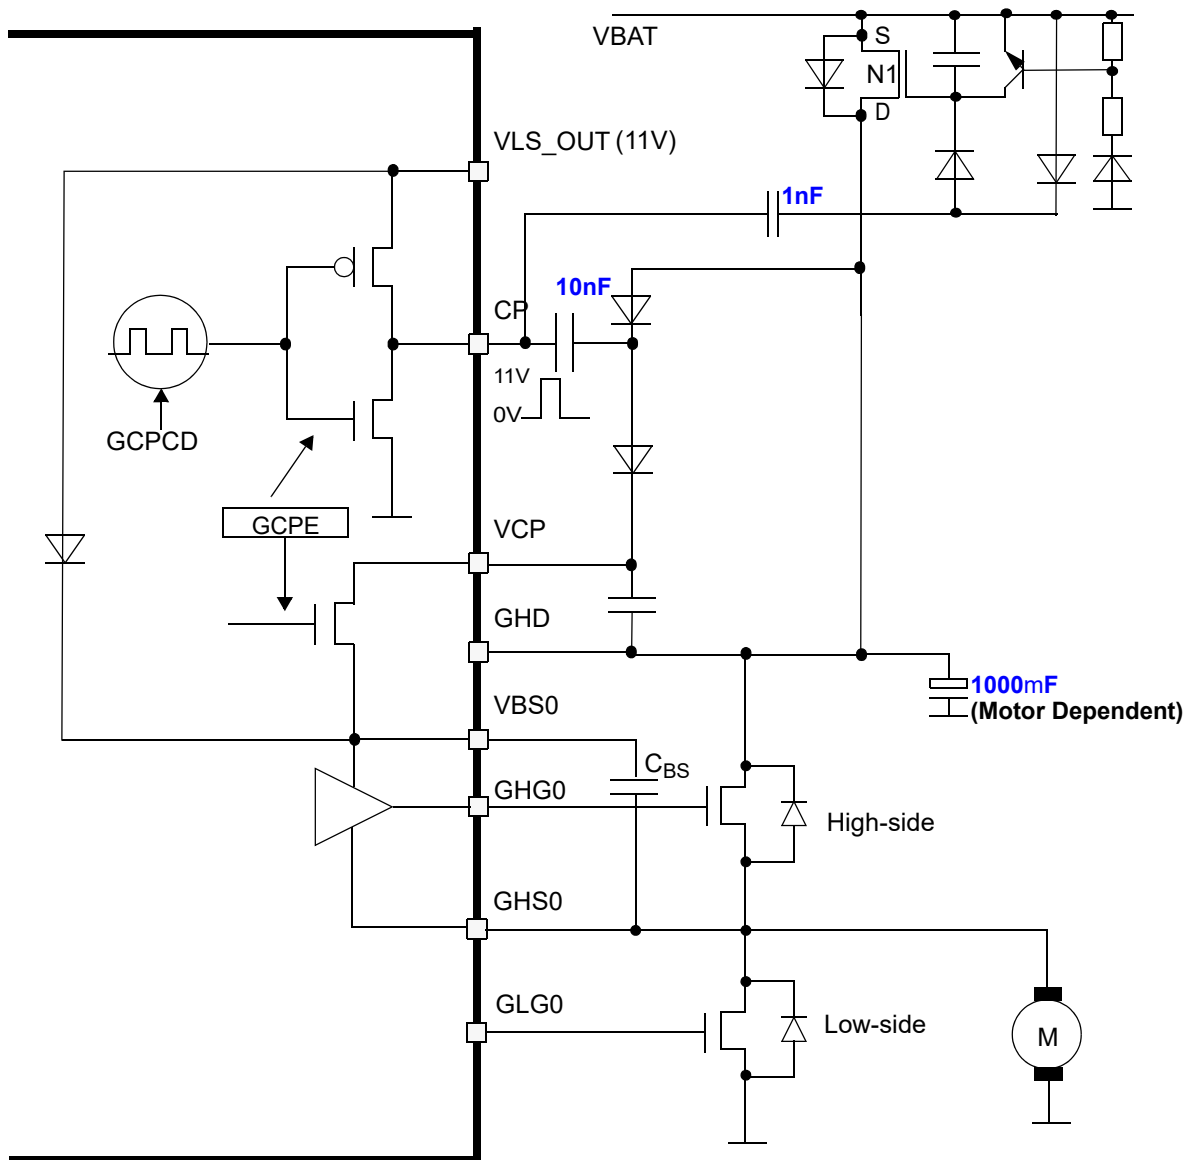 VBAT
S
N1
D
VLS_OUT (11V)
1nF
10nF
CP
11V
0V
GCPCD
GCPE
VCP
GHD
1000mF
(Motor Dependent)
VBS0
CBS
GHG0
High-side
GHS0
GLG0
Low-side
M